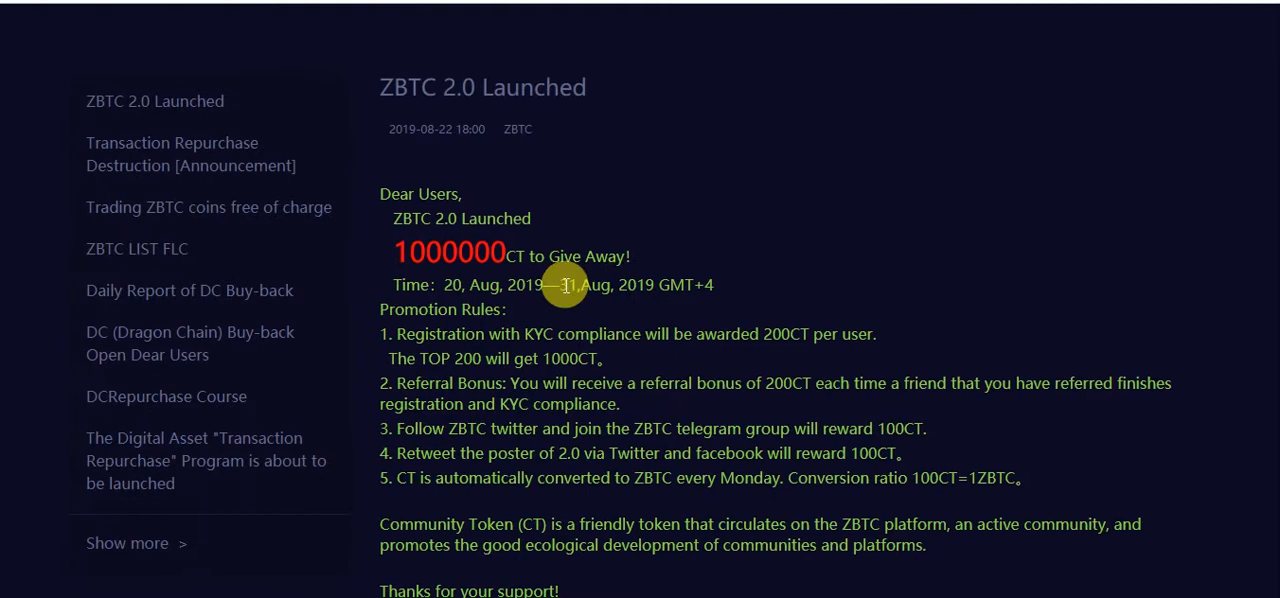 ZBTC 2.0 Launched
Transaction Repurchase
Destruction [Announcement]
Trading ZBTC coins free of charge
ZBTC LIST FLC
Daily Report of DC Buy-back
DC (Dragon Chain) Buy-back
Open Dear Users
DCRepurchase Course
The Digital Asset "Transaction
Repurchase" Program is about to
be launched
Show more >
ZBTC 2.0 Launched
2019-08-22 18:00 ZBTC
Dear Users,
ZBTC 2.0 Launched
1000000CT to Give Away!
Time：20, Aug, 2019—31,Aug, 2019 GMT+4
Promotion Rules：
1. Registration with KYC compliance will be awarded 200CT per user.
The TOP 200 will get 1000CT。
2. Referral Bonus: You will receive a referral bonus of 200CT each time a friend that you have referred finishes
registration and KYC compliance.
3. Follow ZBTC twitter and join the ZBTC telegram group will reward 100CT.
4. Retweet the poster of 2.0 via Twitter and facebook will reward 100CT。
5. CT is automatically converted to ZBTC every Monday. Conversion ratio 100CT=1ZBTC。
Community Token (CT) is a friendly token that circulates on the ZBTC platform, an active community, and
promotes the good ecological development of communities and platforms.
Thanks for your support!